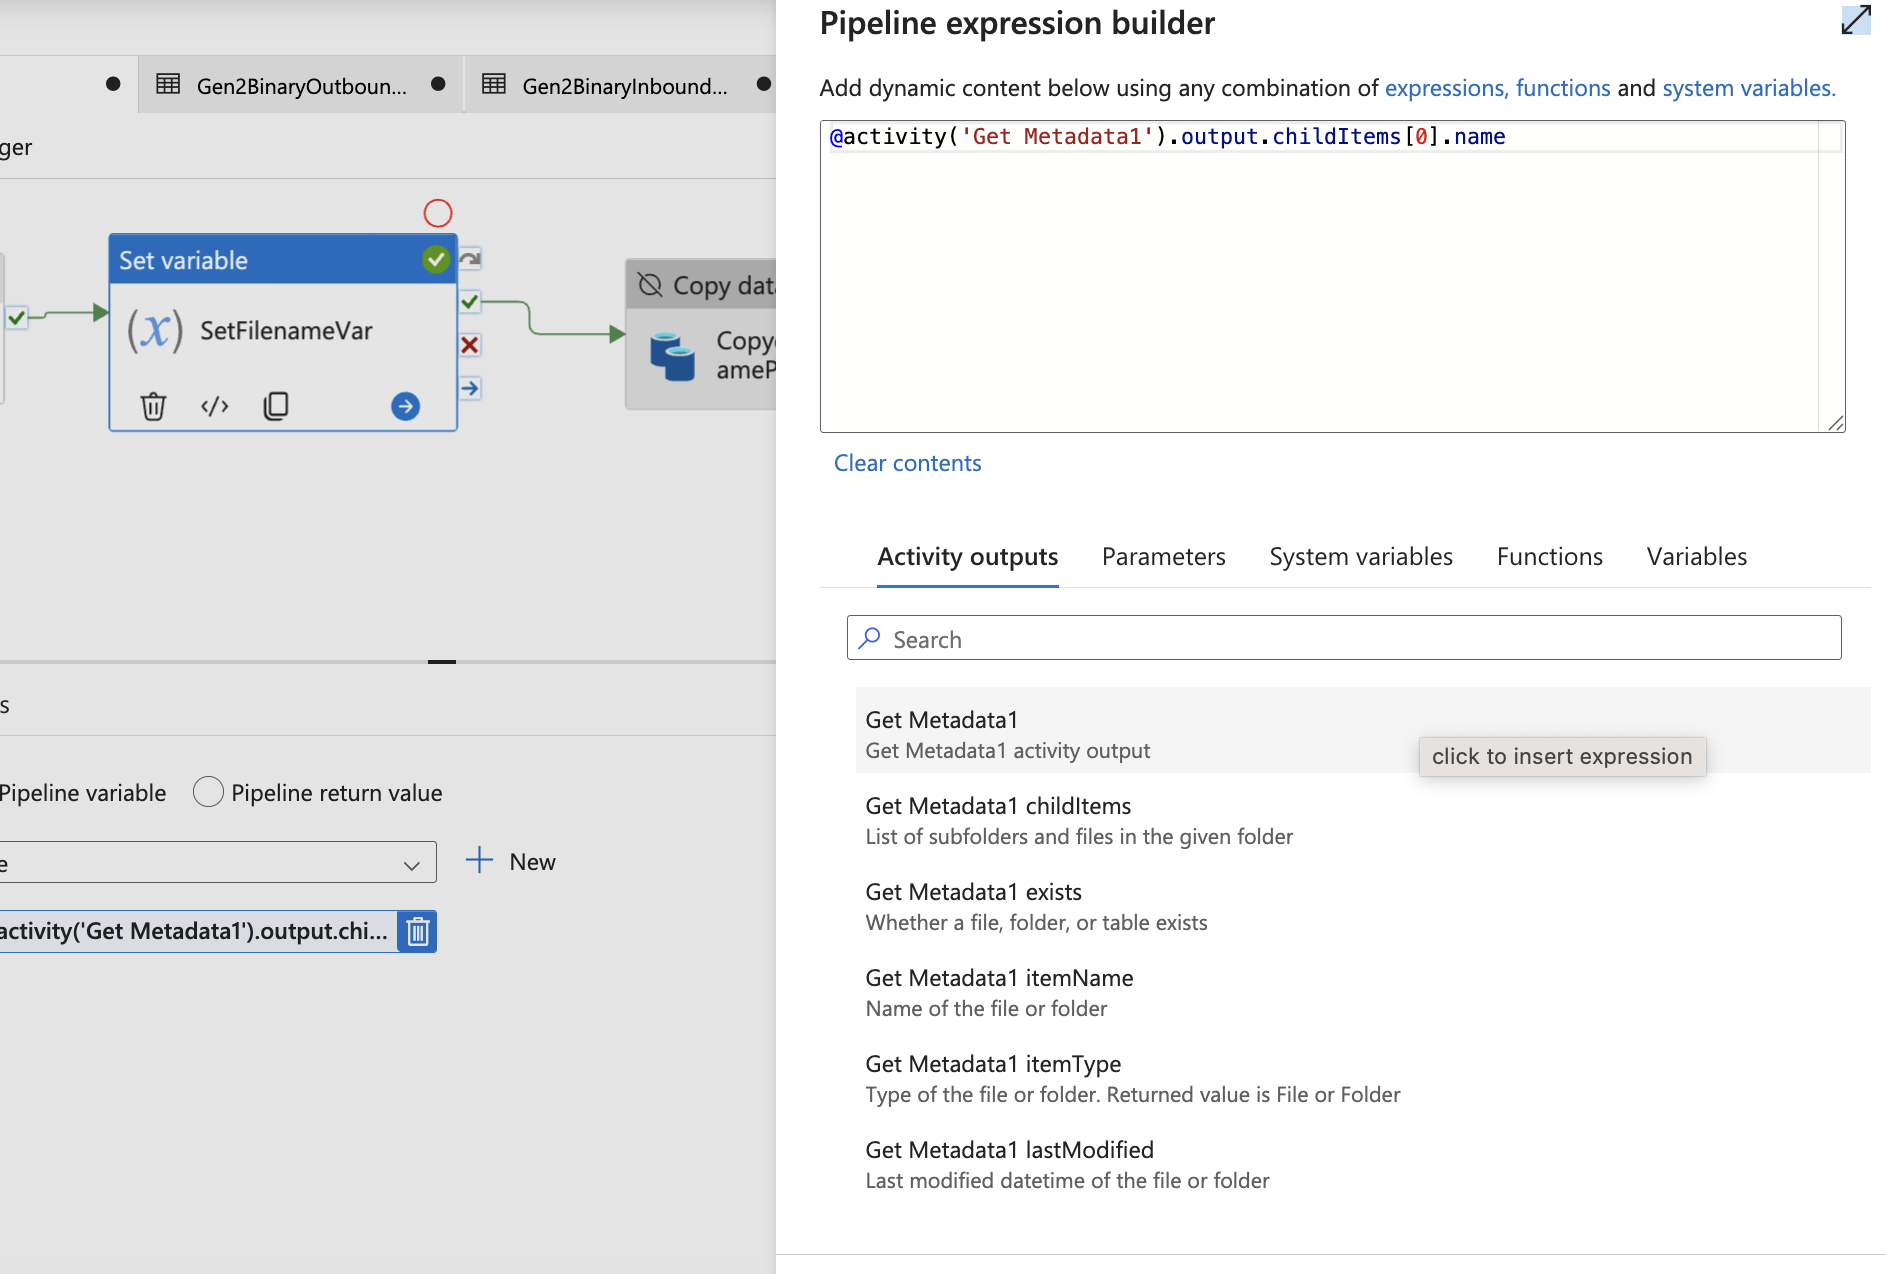 Pipeline expression builder
Add dynamic content below using any combination of expressions, functions and system variables.
@activity('Get Metadata1').output.childItems[0].name
Clear contents
Activity outputs
Parameters
System variables
Functions
Variables
Search
Get Metadata1
Get Metadata1 activity output
click to insert expression
Get Metadata1 childItems
List of subfolders and files in the given folder
Get Metadata1 exists
Whether a file, folder, or table exists
Get Metadata1 itemName
Name of the file or folder
Get Metadata1 itemType
Type of the file or folder. Returned value is File or Folder
Get Metadata1 lastModified
Last modified datetime of the file or folder
Gen2BinaryOutboun...
Gen2BinaryInbound...
ger
Set variable
(x) SetFilenameVar
</>
Copy data
Copy
ameP
s
Pipeline variable
Pipeline return value
e
New
activity('Get Metadata1').output.chi...